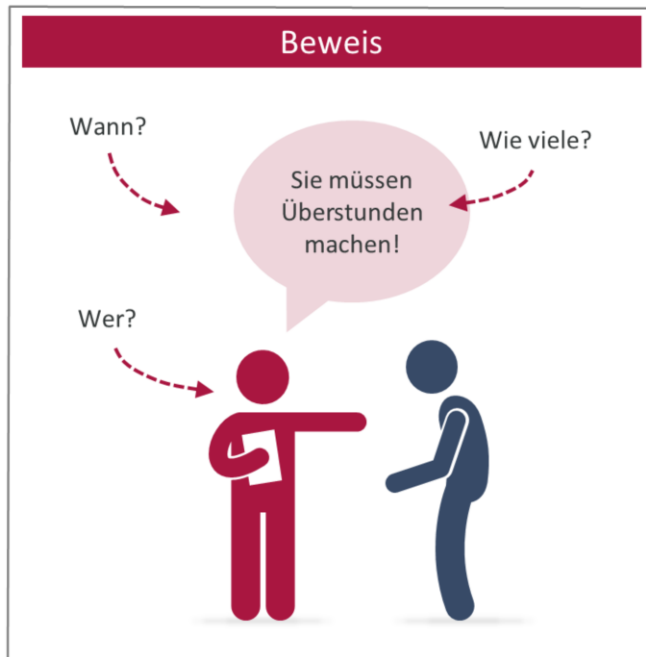 Beweis
Wann?
Wie viele?
Sie müssen
Überstunden
machen!
Wer?